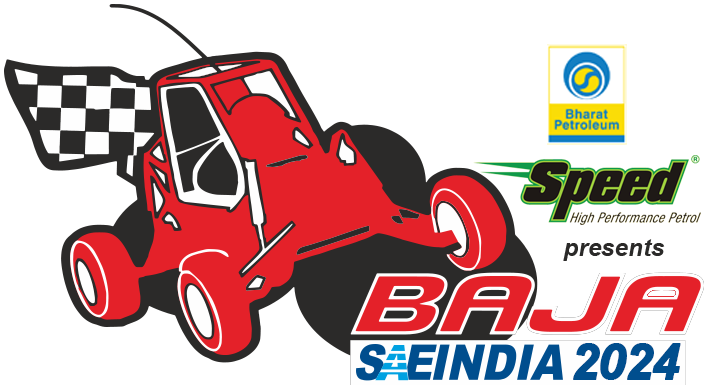 Bharat
Petroleum
Speed®
High Performance Petrol
presents
BAJA
SAEINDIA 2024